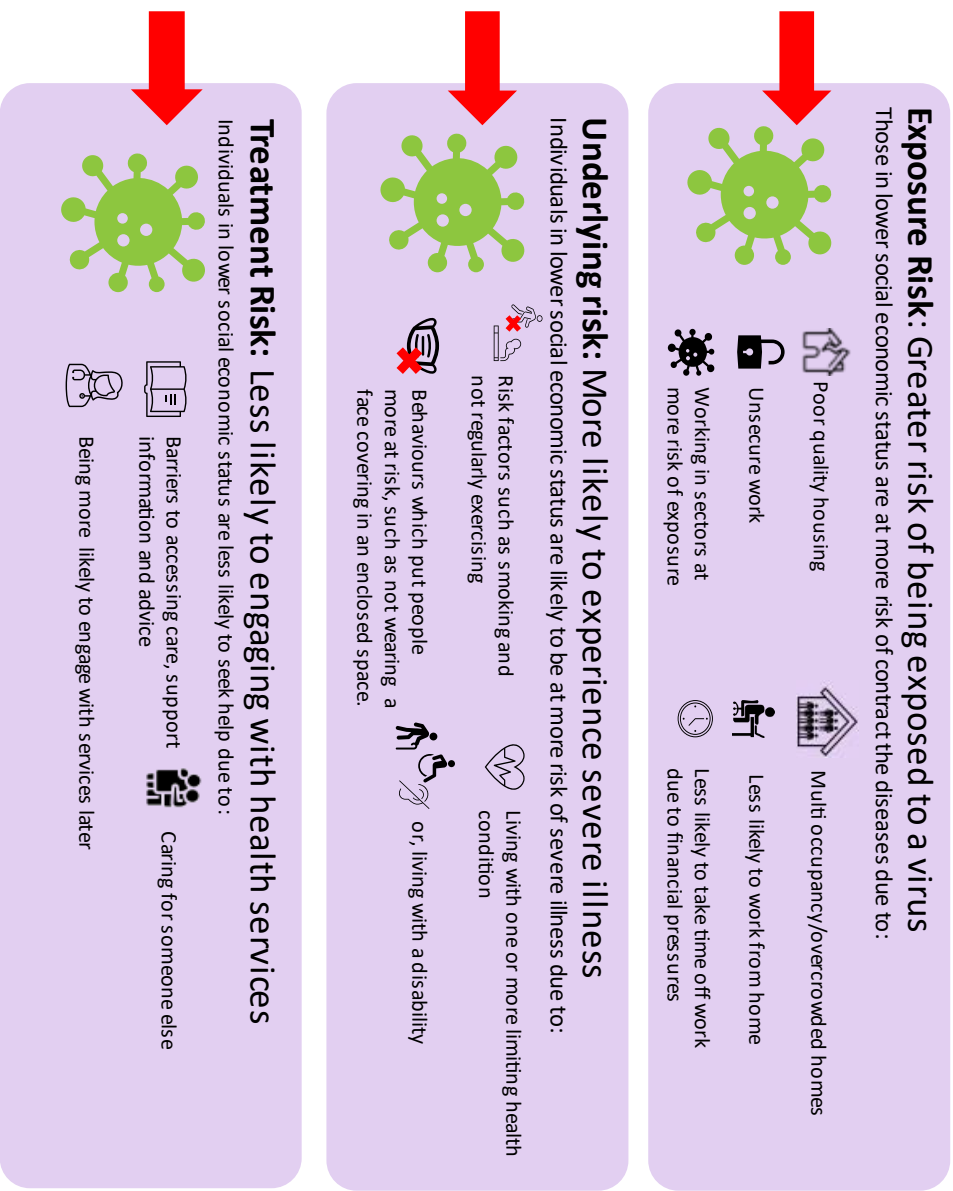 Exposure Risk: Greater risk of being exposed to a virus
Those in lower social economic status are at more risk of contract the diseases due to:
Poor quality housing
Multi occupancy/overcrowded homes
Unsecure work
Less likely to work from home
Working in sectors at
more risk of exposure
Less likely to take time off work
due to financial pressures
Underlying risk: More likely to experience severe illness
Individuals in lower social economic status are likely to be at more risk of severe illness due to:
Risk factors such as smoking and
not regularly exercising
Living with one or more limiting health
condition
Behaviours which put people
more at risk, such as not wearing a
face covering in an enclosed space.
or, living with a disability
Treatment Risk: Less likely to engaging with health services
Individuals in lower social economic status are less likely to seek help due to:
Barriers to accessing care, support
information and advice
Caring for someone else
Being more likely to engage with services later